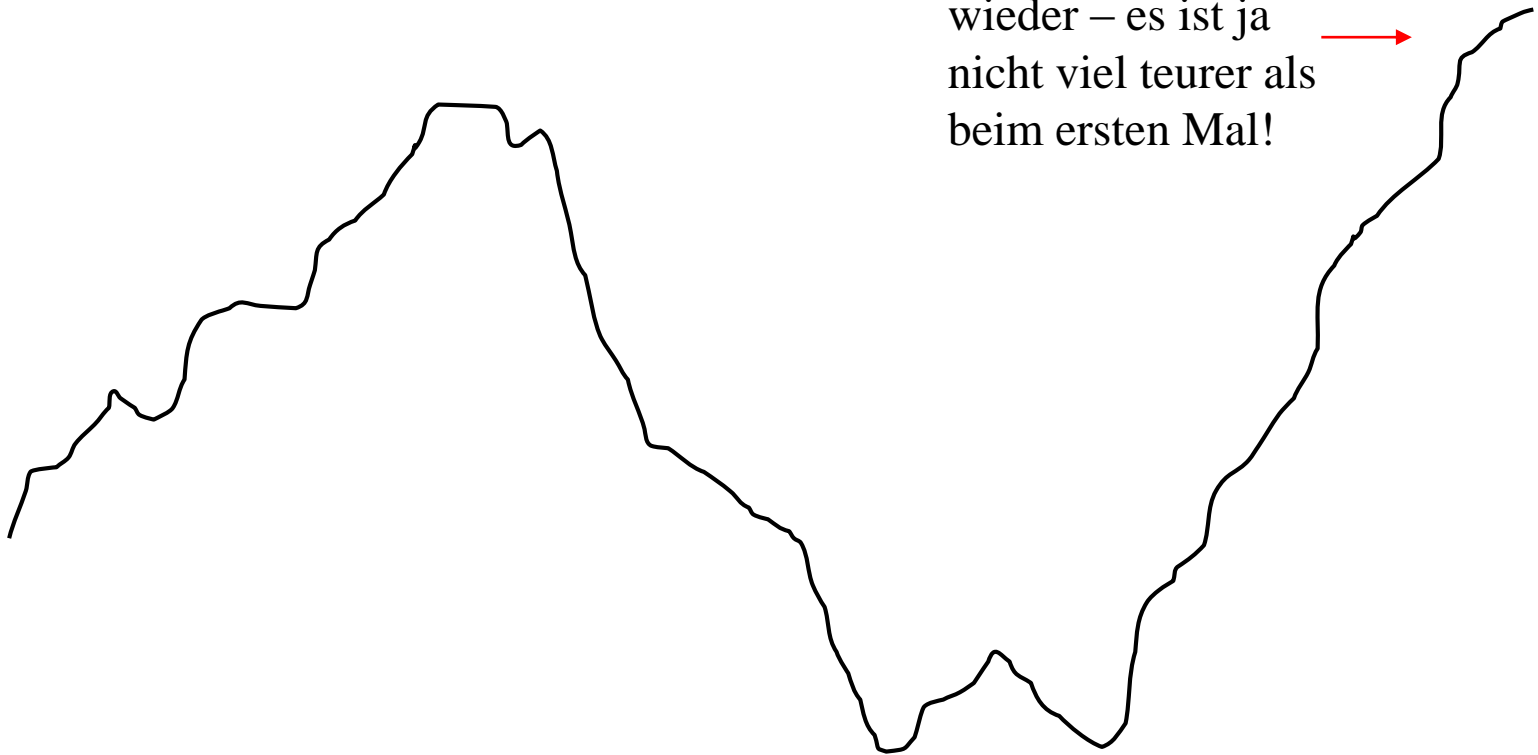 wieder – es ist ja
nicht viel teurer als
beim ersten Mal!